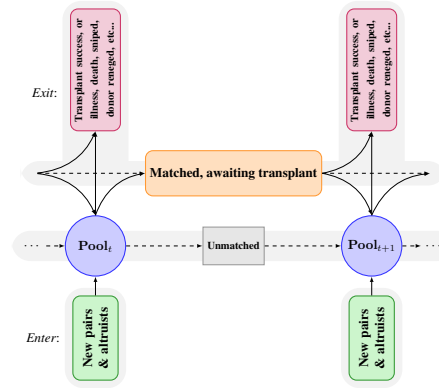 Exit:
Transplant success, or
illness, death, sniped,
donor reneged, etc...
Transplant success, or
illness, death, sniped,
donor reneged, etc...
Matched, awaiting transplant
... Pool_t
Unmatched
Pool_{t+1} ...
Enter:
New pairs
& altruists
New pairs
& altruists